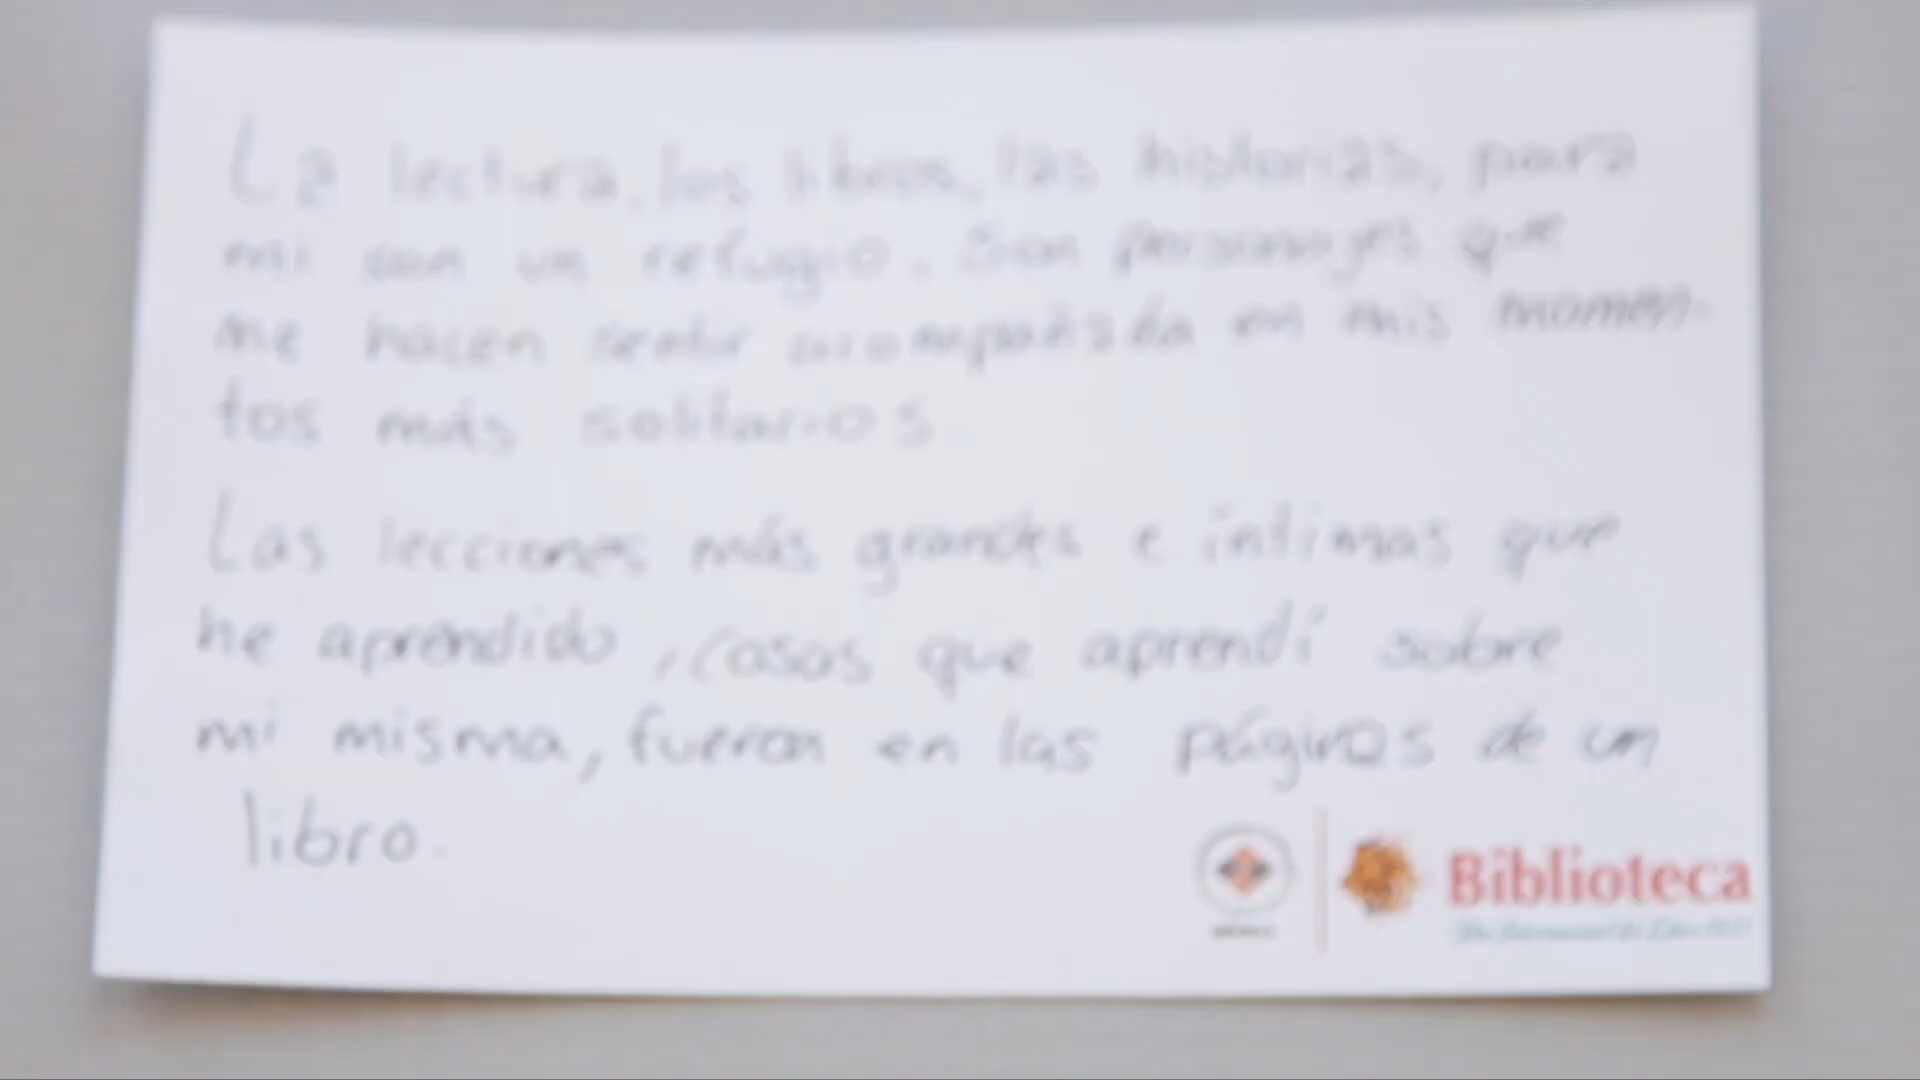 La lectura, los libros, las historias, para
mi son un refugio. Son personajes que
me hacen sentir acompañada en mis momen-
tos más solitarios.
Las lecciones más grandes e íntimas que
he aprendido, cosas que aprendí sobre
mi misma, fueron en las páginas de un
libro.
Biblioteca